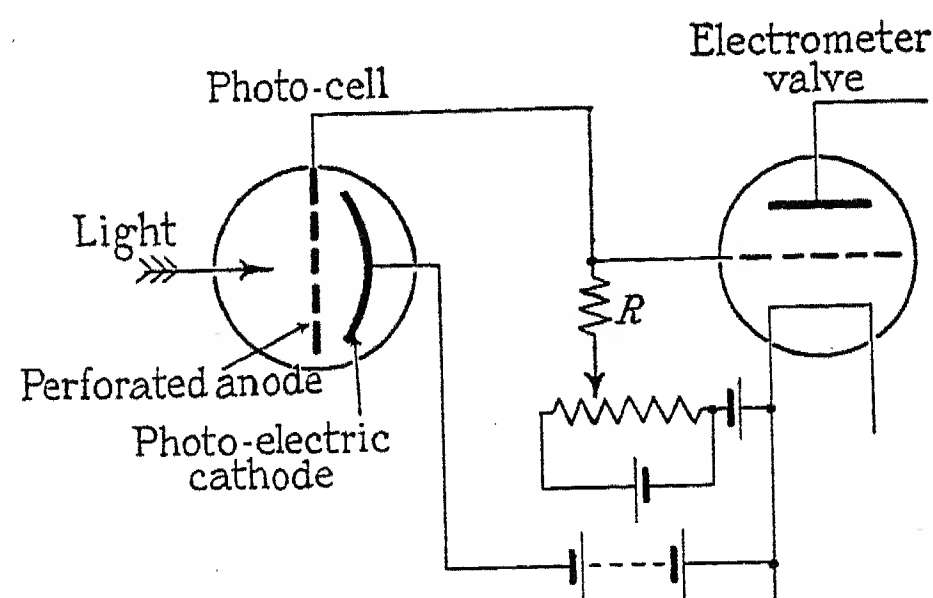 Electrometer
valve
Photo-cell
Light
R
Perforated anode
Photo-electric
cathode